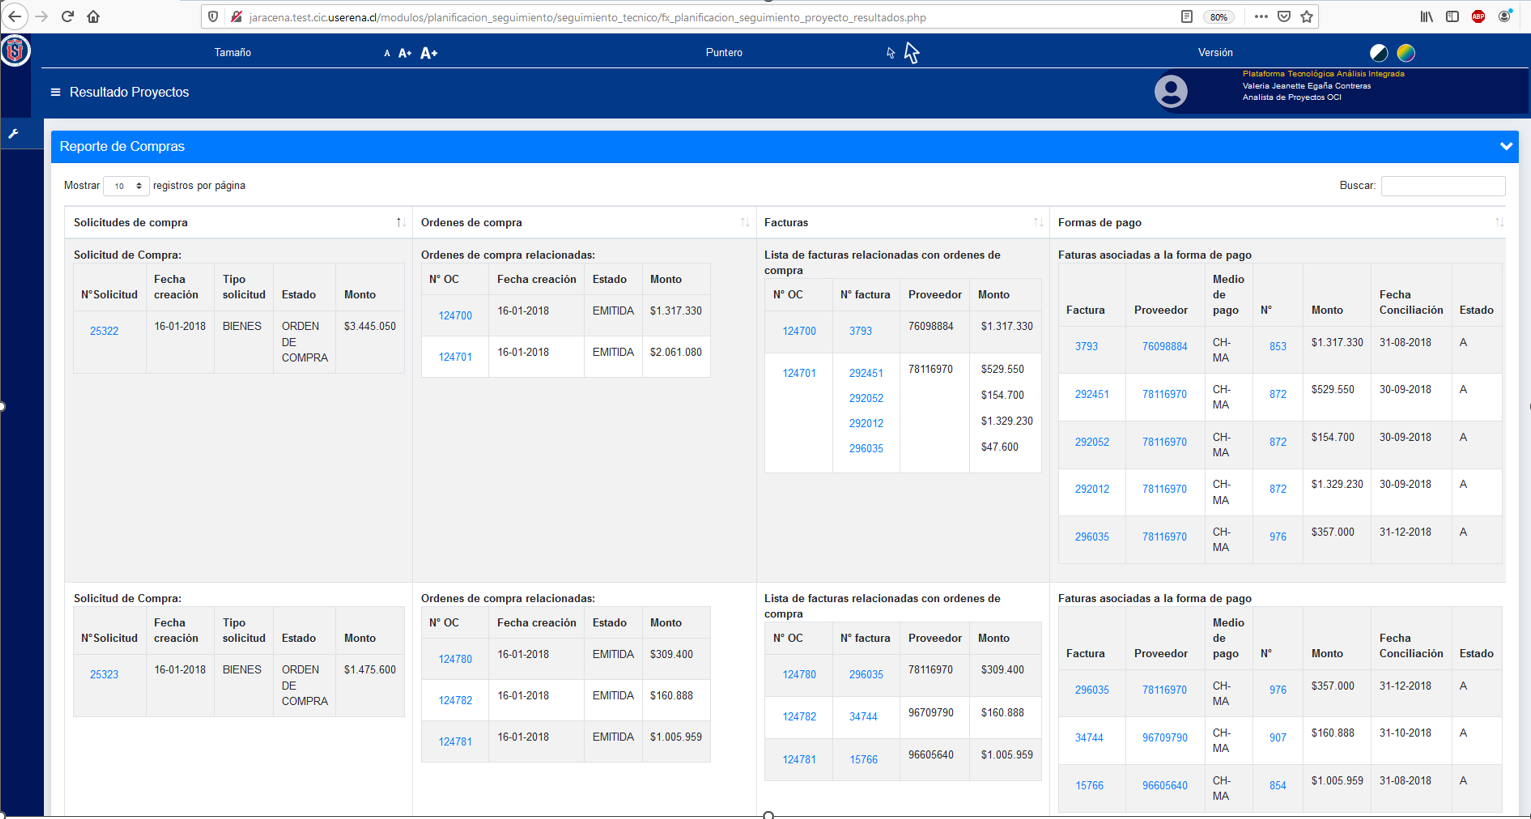 jaracena.test.cic.userena.cl/modulos/planificacion_seguimiento/seguimiento_tecnico/fx_planificacion_seguimiento_proyecto_resultados.php
80%
ABP
Tamaño A A+ A+ Puntero Versión
Resultado Proyectos
Plataforma Tecnológica Análisis Integrada
Valeria Jeanette Egaña Contreras
Analista de Proyectos OCI
Reporte de Compras
Mostrar 10 registros por página Buscar:
Solicitudes de compra Ordenes de compra Facturas Formas de pago
Solicitud de Compra:
N°Solicitud Fecha creación Tipo solicitud Estado Monto
25322 16-01-2018 BIENES ORDEN DE COMPRA $3.445.050
Ordenes de compra relacionadas:
N° OC Fecha creación Estado Monto
124700 16-01-2018 EMITIDA $1.317.330
124701 16-01-2018 EMITIDA $2.061.080
Lista de facturas relacionadas con ordenes de
compra
N° OC N° factura Proveedor Monto
124700 3793 76098884 $1.317.330
124701 292451 78116970 $529.550
292052 $154.700
292012 $1.329.230
296035 $47.600
Faturas asociadas a la forma de pago
Factura Proveedor Medio de pago N° Monto Fecha Conciliación Estado
3793 76098884 CH-MA 853 $1.317.330 31-08-2018 A
292451 78116970 CH-MA 872 $529.550 30-09-2018 A
292052 78116970 CH-MA 872 $154.700 30-09-2018 A
292012 78116970 CH-MA 872 $1.329.230 30-09-2018 A
296035 78116970 CH-MA 976 $357.000 31-12-2018 A
Solicitud de Compra:
N°Solicitud Fecha creación Tipo solicitud Estado Monto
25323 16-01-2018 BIENES ORDEN DE COMPRA $1.475.600
Ordenes de compra relacionadas:
N° OC Fecha creación Estado Monto
124780 16-01-2018 EMITIDA $309.400
124782 16-01-2018 EMITIDA $160.888
124781 16-01-2018 EMITIDA $1.005.959
Lista de facturas relacionadas con ordenes de
compra
N° OC N° factura Proveedor Monto
124780 296035 78116970 $309.400
124782 34744 96709790 $160.888
124781 15766 96605640 $1.005.959
Faturas asociadas a la forma de pago
Factura Proveedor Medio de pago N° Monto Fecha Conciliación Estado
296035 78116970 CH-MA 976 $357.000 31-12-2018 A
34744 96709790 CH-MA 907 $160.888 31-10-2018 A
15766 96605640 CH-MA 854 $1.005.959 31-08-2018 A